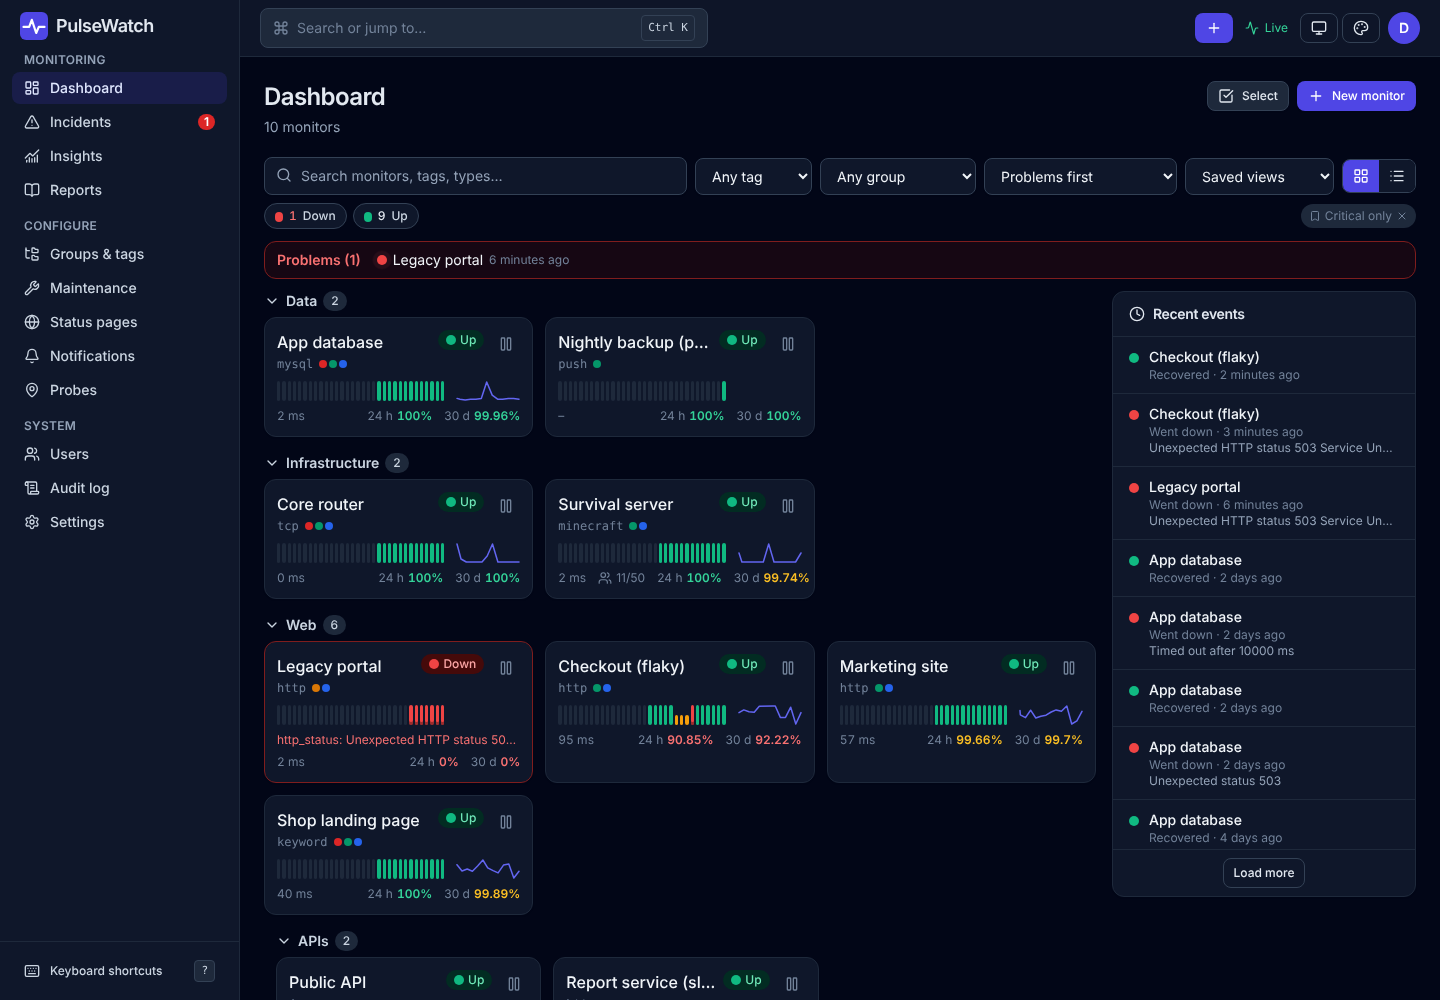 PulseWatch
Search or jump to...
Ctrl K
Live
D
MONITORING
Dashboard
Incidents
1
Insights
Reports
CONFIGURE
Groups & tags
Maintenance
Status pages
Notifications
Probes
SYSTEM
Users
Audit log
Settings
Keyboard shortcuts
?
Dashboard
10 monitors
Select
New monitor
Search monitors, tags, types...
Any tag
Any group
Problems first
Saved views
1 Down
9 Up
Critical only
Problems (1)
Legacy portal 6 minutes ago
Data 2
App database
Up
mysql
2 ms
24 h 100%
30 d 99.96%
Nightly backup (p...
Up
push
–
24 h 100%
30 d 100%
Infrastructure 2
Core router
Up
tcp
0 ms
24 h 100%
30 d 100%
Survival server
Up
minecraft
2 ms
11/50
24 h 100%
30 d 99.74%
Web 6
Legacy portal
Down
http
http_status: Unexpected HTTP status 50...
2 ms
24 h 0%
30 d 0%
Checkout (flaky)
Up
http
95 ms
24 h 90.85%
30 d 92.22%
Marketing site
Up
http
57 ms
24 h 99.66%
30 d 99.7%
Shop landing page
Up
keyword
40 ms
24 h 100%
30 d 99.89%
APIs 2
Public API
Up
Report service (sl...
Up
Recent events
Checkout (flaky)
Recovered · 2 minutes ago
Checkout (flaky)
Went down · 3 minutes ago
Unexpected HTTP status 503 Service Un...
Legacy portal
Went down · 6 minutes ago
Unexpected HTTP status 503 Service Un...
App database
Recovered · 2 days ago
App database
Went down · 2 days ago
Timed out after 10000 ms
App database
Recovered · 2 days ago
App database
Went down · 2 days ago
Unexpected status 503
App database
Recovered · 4 days ago
Load more